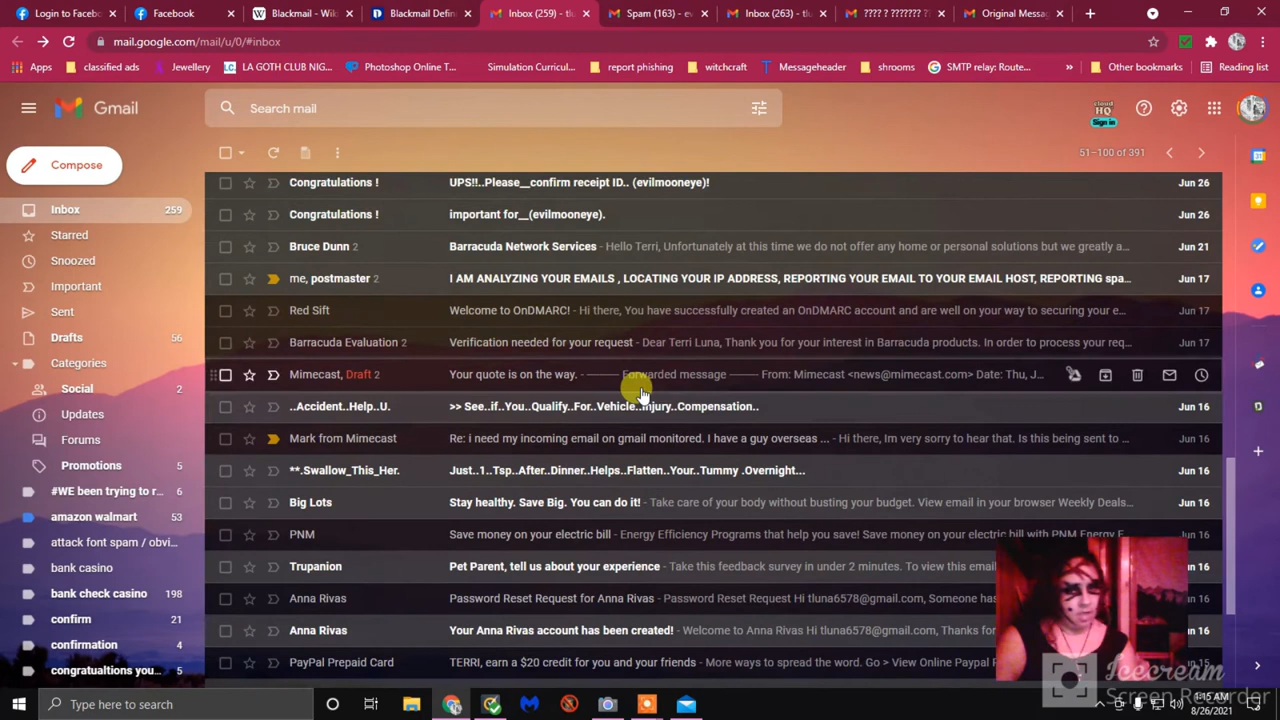 Login to Facebo
Facebook
Blackmail - Wiki
Blackmail Defin
Inbox (259) - tlu
Spam (163) - ev
Inbox (263) - tlu
???? ? ??????? ?
Original Messag
mail.google.com/mail/u/0/#inbox
Apps
classified ads
Jewellery
LA GOTH CLUB NIG...
Photoshop Online T...
Simulation Curricul...
report phishing
witchcraft
Messageheader
shrooms
SMTP relay: Route...
Other bookmarks
Reading list
Gmail
Search mail
cloud HQ
Sign in
Compose
51–100 of 391
Inbox 259
Starred
Snoozed
Important
Sent
Drafts 56
Categories
Social
Updates
Forums
Promotions 5
#WE been trying to r... 6
amazon walmart 53
attack font spam / obvi...
bank casino
bank check casino 198
confirm 21
confirmation 4
congratualtions you... 5
Congratulations ! UPS!!..Please__confirm receipt ID.. (evilmooneye)! Jun 26
Congratulations ! important for__(evilmooneye). Jun 26
Bruce Dunn 2 Barracuda Network Services - Hello Terri, Unfortunately at this time we do not offer any home or personal solutions but we greatly a... Jun 21
me, postmaster 2 I AM ANALYZING YOUR EMAILS , LOCATING YOUR IP ADDRESS, REPORTING YOUR EMAIL TO YOUR EMAIL HOST, REPORTING spa... Jun 17
Red Sift Welcome to OnDMARC! - Hi there, You have successfully created an OnDMARC account and are well on your way to securing your e... Jun 17
Barracuda Evaluation 2 Verification needed for your request - Dear Terri Luna, Thank you for your interest in Barracuda products. In order to process your req... Jun 17
Mimecast, Draft 2 Your quote is on the way. - ---------- Forwarded message --------- From: Mimecast <news@mimecast.com> Date: Thu, J...
..Accident..Help..U. >> See..if..You..Qualify..For..Vehicle..Injury..Compensation.. Jun 16
Mark from Mimecast Re: i need my incoming email on gmail monitored. I have a guy overseas ... - Hi there, Im very sorry to hear that. Is this being sent to ... Jun 16
**.Swallow_This_Her. Just..1..Tsp..After..Dinner..Helps..Flatten..Your..Tummy .Overnight... Jun 16
Big Lots Stay healthy. Save Big. You can do it! - Take care of your body without busting your budget. View email in your browser Weekly Deals... Jun 16
PNM Save money on your electric bill - Energy Efficiency Programs that help you save! Save money on your electric bill with PNM Energy E...
Trupanion Pet Parent, tell us about your experience - Take this feedback survey in under 2 minutes. To view this email
Anna Rivas Password Reset Request for Anna Rivas - Password Reset Request Hi tluna6578@gmail.com, Someone has
Anna Rivas Your Anna Rivas account has been created! - Welcome to Anna Rivas Hi tluna6578@gmail.com, Thanks for 16
PayPal Prepaid Card TERRI, earn a $20 credit for you and your friends - More ways to spread the word. Go > View Online Paypal 15
Icecream
Screen Recorder
Type here to search
1:15 AM
8/26/2021